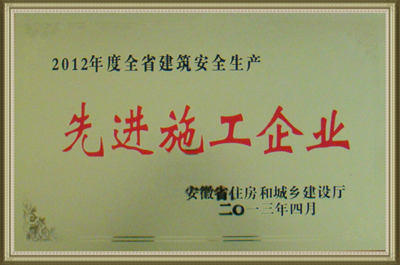 2012年度全省建筑安全生产
先进施工企业
安徽省住房和城乡建设厅
二〇一三年四月